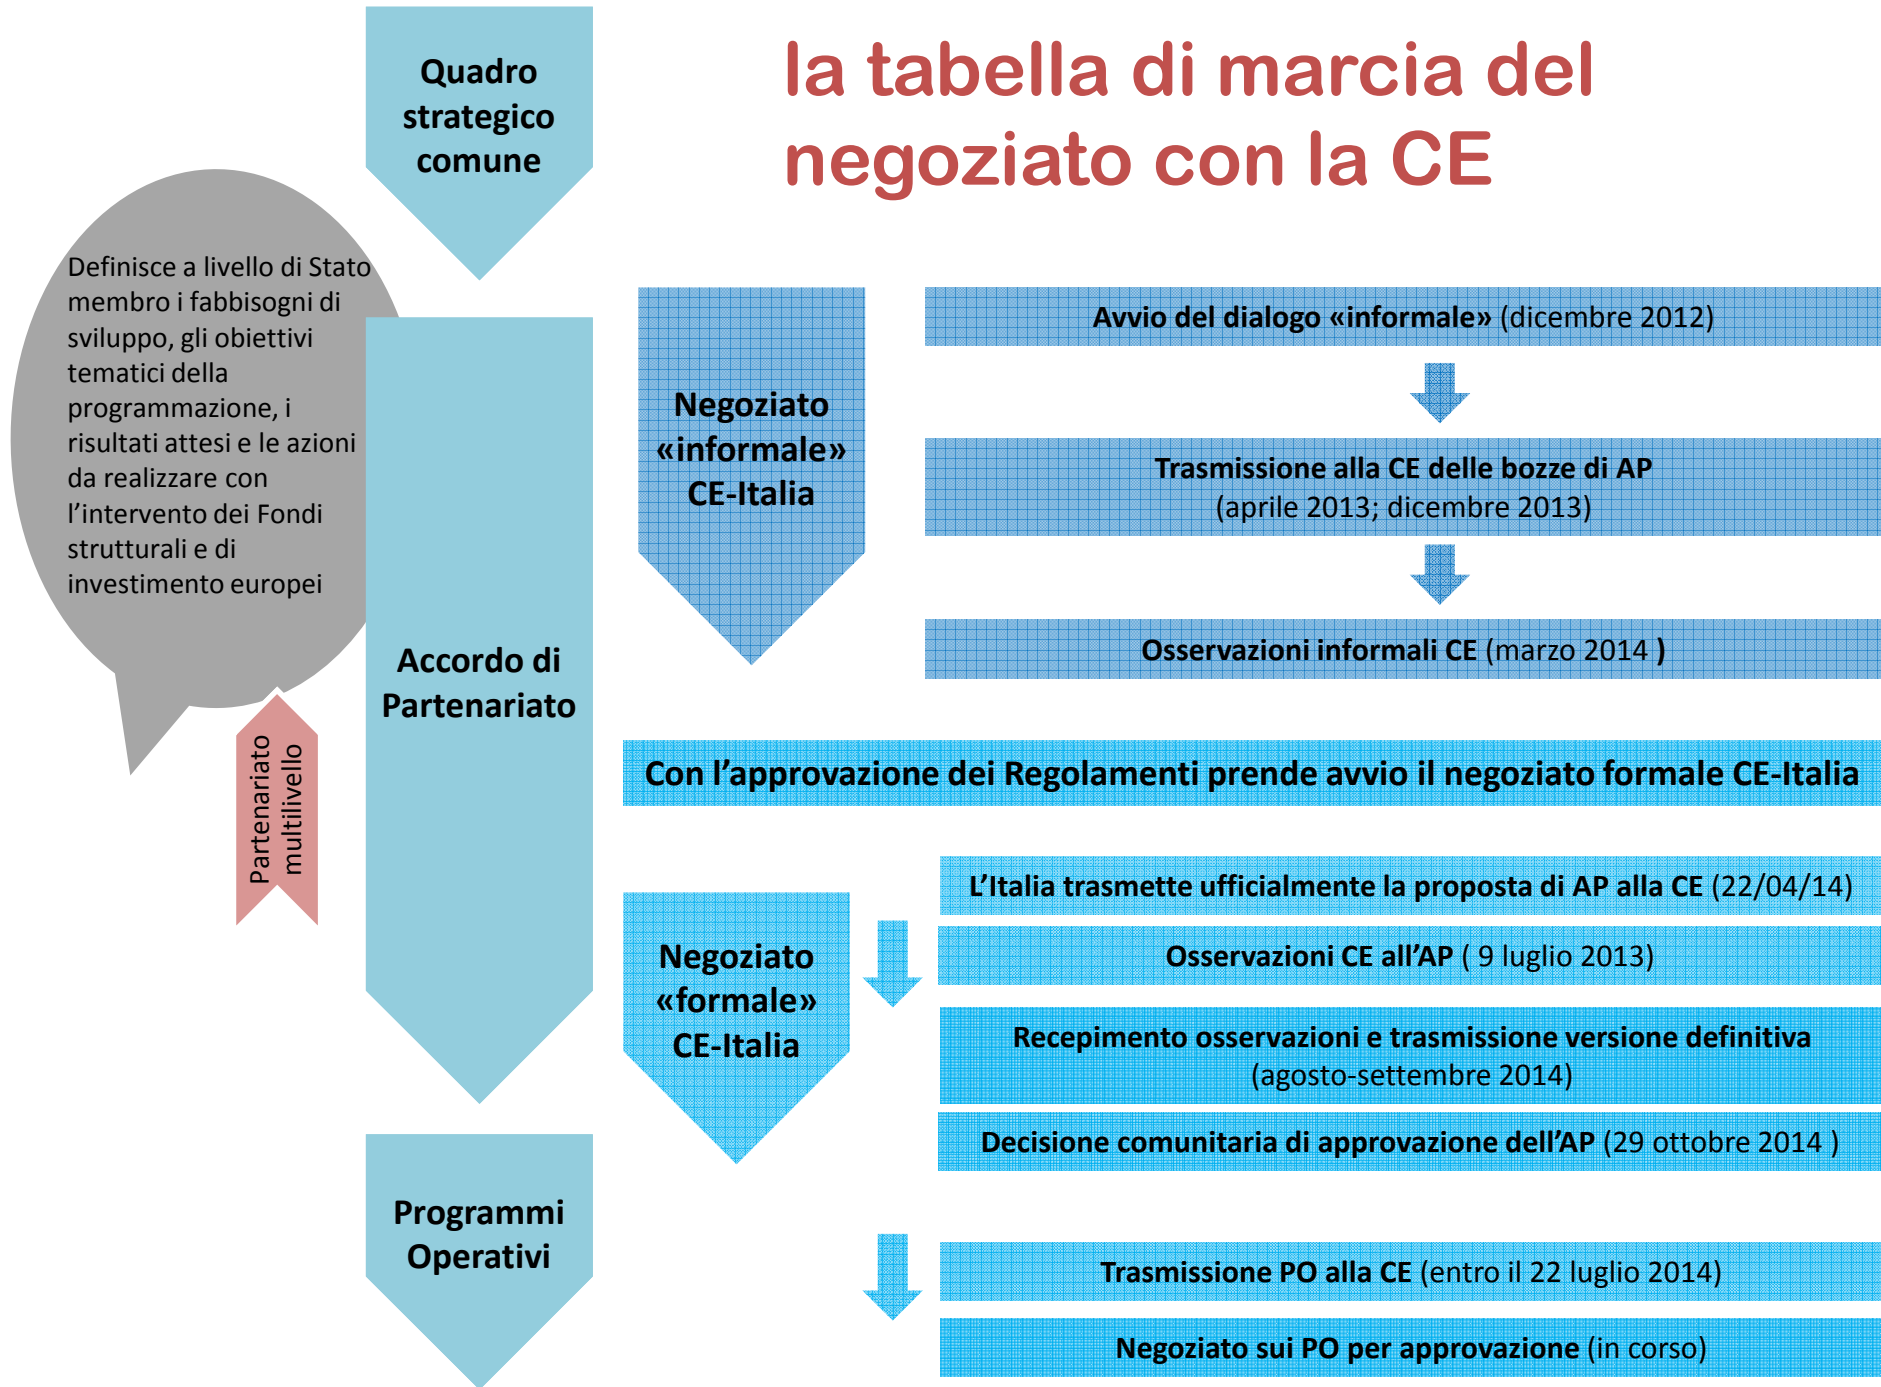 la tabella di marcia del
negoziato con la CE
Quadro
strategico
comune
Definisce a livello di Stato
membro i fabbisogni di
sviluppo, gli obiettivi
tematici della
programmazione, i
risultati attesi e le azioni
da realizzare con
l’intervento dei Fondi
strutturali e di
investimento europei
Partenariato
multilivello
Accordo di
Partenariato
Programmi
Operativi
Negoziato
«informale»
CE-Italia
Avvio del dialogo «informale» (dicembre 2012)
Trasmissione alla CE delle bozze di AP
(aprile 2013; dicembre 2013)
Osservazioni informali CE (marzo 2014 )
Con l’approvazione dei Regolamenti prende avvio il negoziato formale CE-Italia
Negoziato
«formale»
CE-Italia
L’Italia trasmette ufficialmente la proposta di AP alla CE (22/04/14)
Osservazioni CE all’AP ( 9 luglio 2013)
Recepimento osservazioni e trasmissione versione definitiva
(agosto-settembre 2014)
Decisione comunitaria di approvazione dell’AP (29 ottobre 2014 )
Trasmissione PO alla CE (entro il 22 luglio 2014)
Negoziato sui PO per approvazione (in corso)